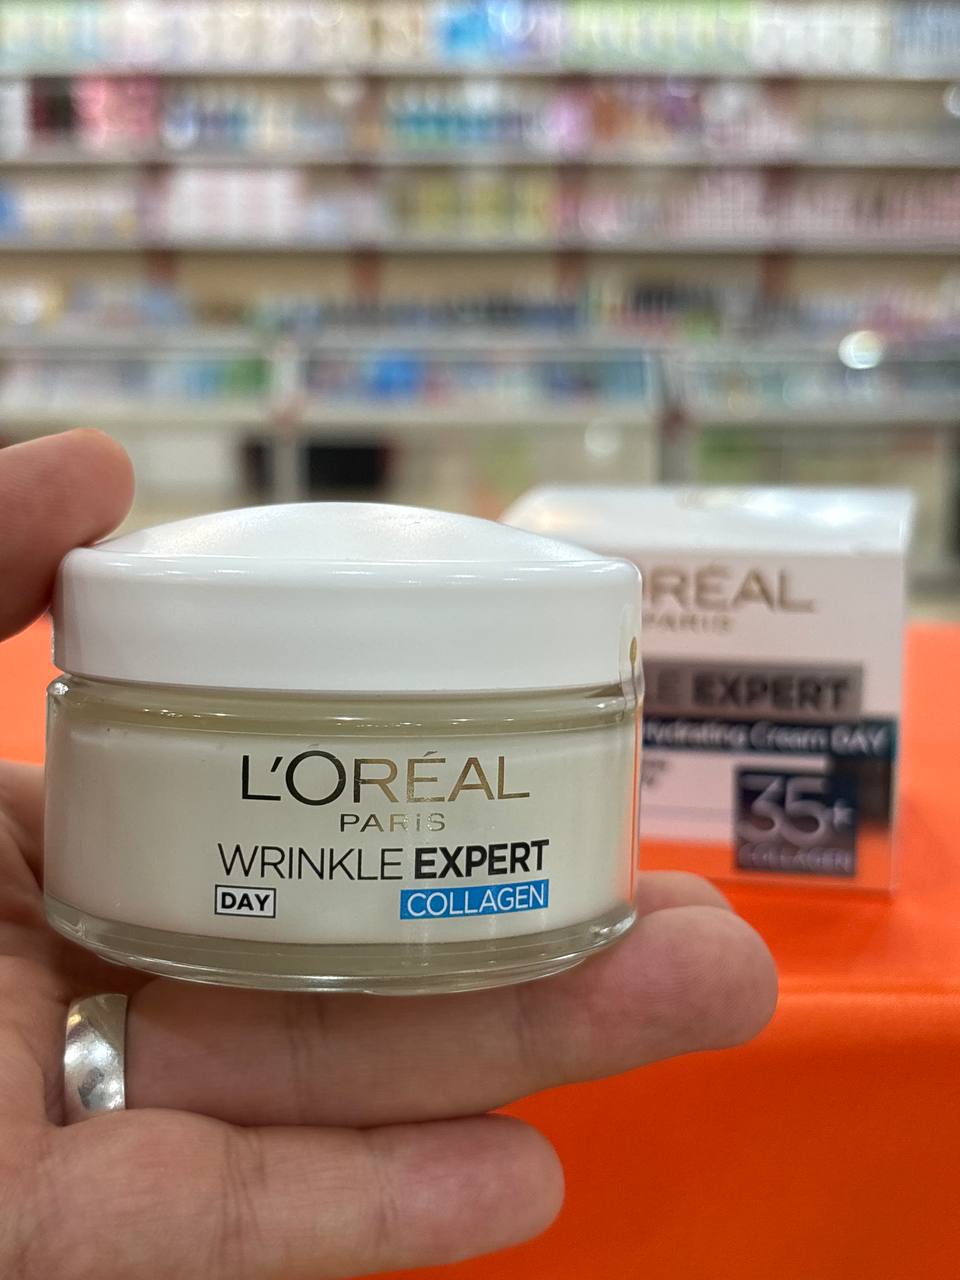 L'ORÉAL
PARIS
WRINKLE EXPERT
DAY COLLAGEN
ORÉAL
PARIS
EXPERT
Hydrating Cream DAY
35+
COLLAGEN